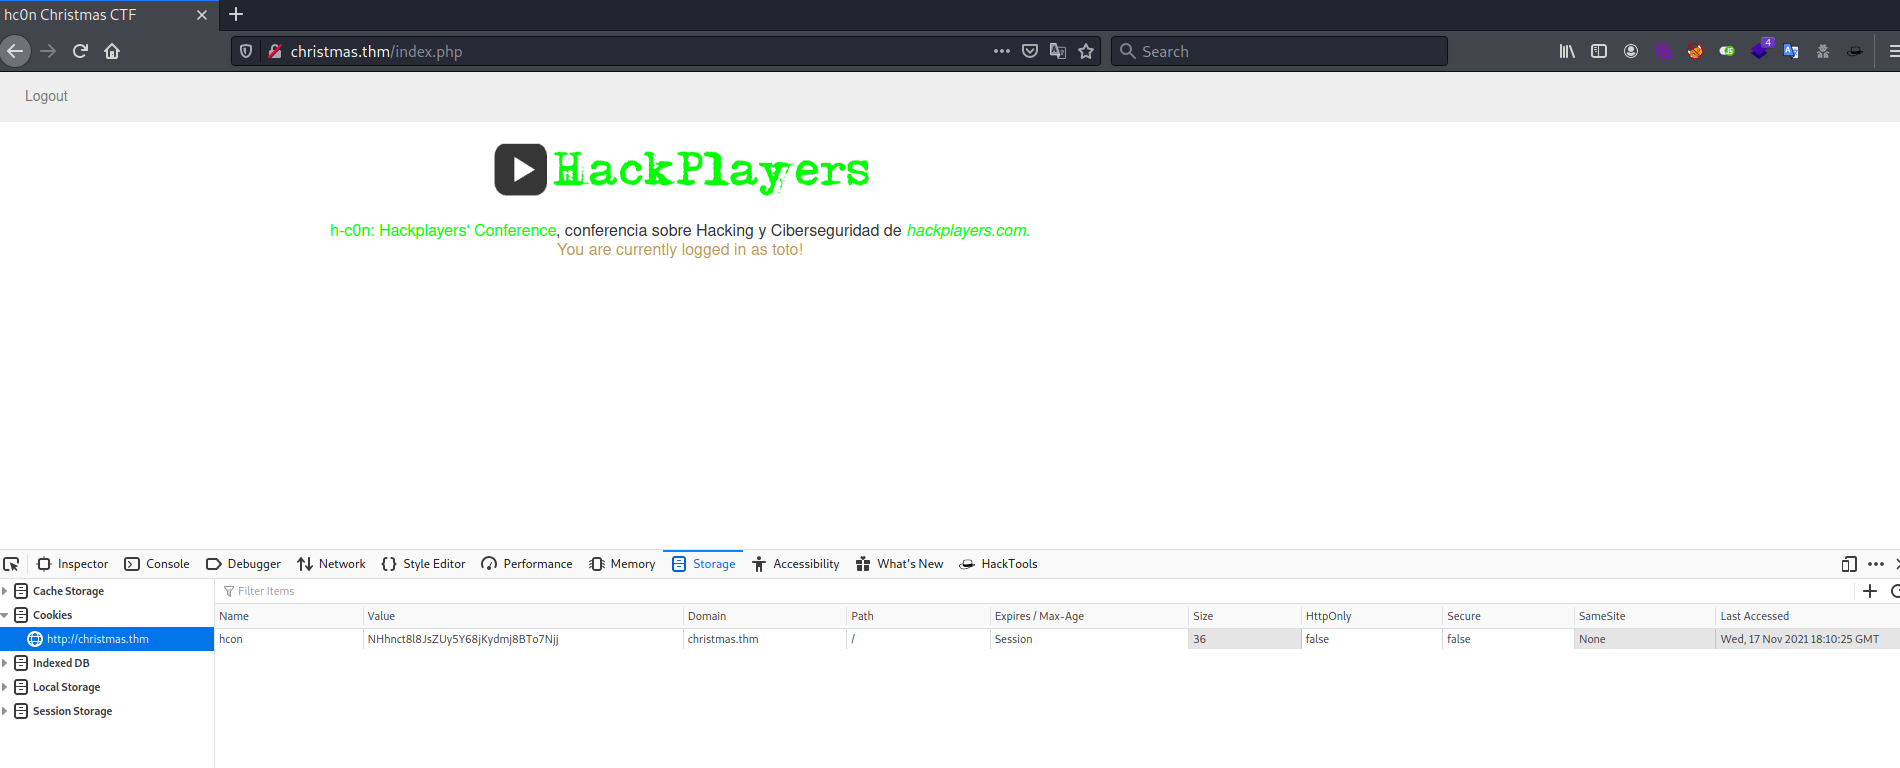 hc0n Christmas CTF
christmas.thm/index.php
Search
4
Logout
HackPlayers
h-c0n: Hackplayers' Conference, conferencia sobre Hacking y Ciberseguridad de hackplayers.com.
You are currently logged in as toto!
Inspector Console Debugger Network Style Editor Performance Memory Storage Accessibility What's New HackTools
Cache Storage Filter Items
Cookies Name Value Domain Path Expires / Max-Age Size HttpOnly Secure SameSite Last Accessed
http://christmas.thm hcon NHhnct8l8JsZUy5Y68jKydmj8BTo7Njj christmas.thm / Session 36 false false None Wed, 17 Nov 2021 18:10:25 GMT
Indexed DB
Local Storage
Session Storage